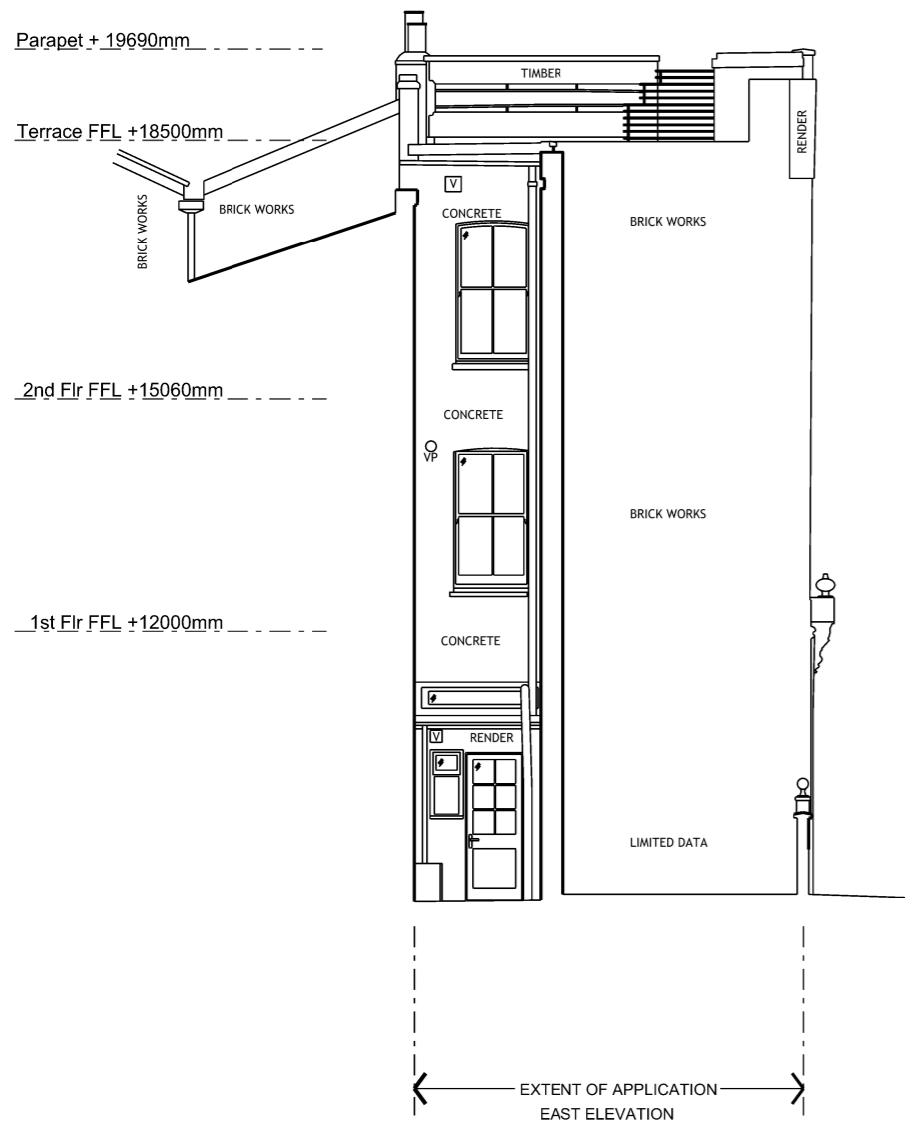 Parapet + 19690mm
TIMBER
Terrace FFL +18500mm
RENDER
V
BRICK WORKS
BRICK WORKS
CONCRETE
BRICK WORKS
2nd Flr FFL +15060mm
CONCRETE
VP
BRICK WORKS
1st Flr FFL +12000mm
CONCRETE
V
RENDER
LIMITED DATA
EXTENT OF APPLICATION
EAST ELEVATION